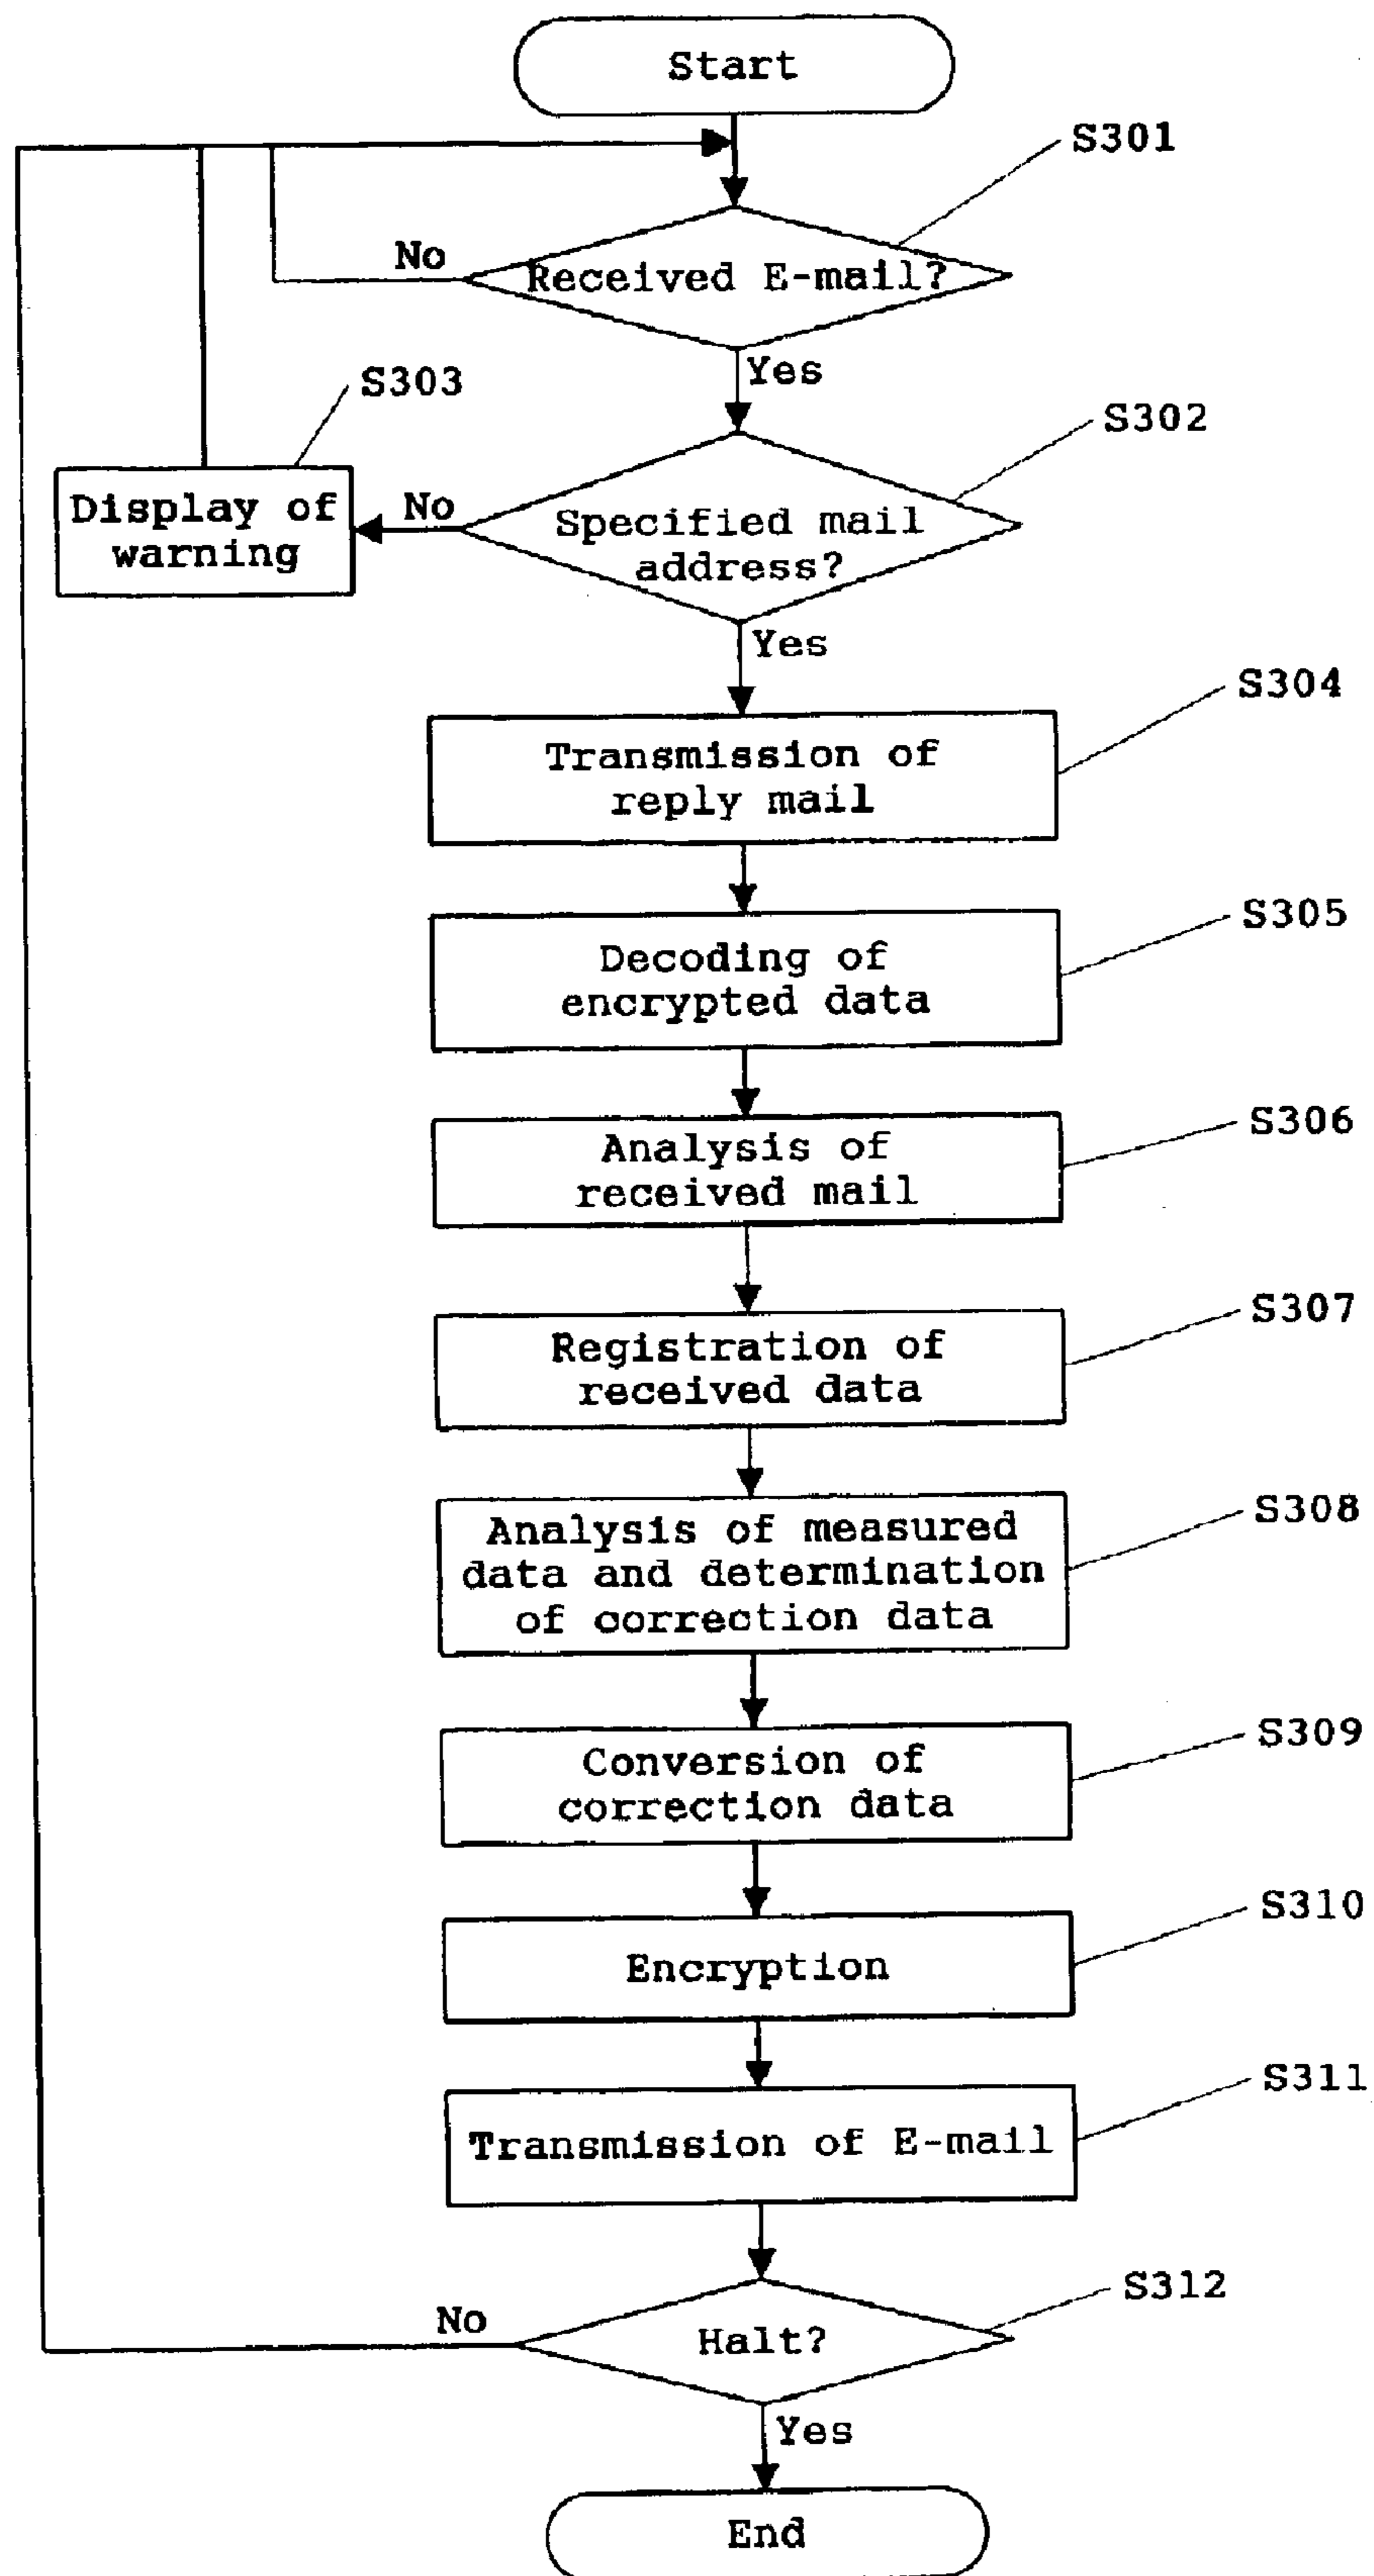 Start
S301
No
Received E-mail?
Yes
S303
S302
Display of
warning
No
Specified mail
address?
Yes
S304
Transmission of
reply mail
S305
Decoding of
encrypted data
S306
Analysis of
received mail
S307
Registration of
received data
S308
Analysis of measured
data and determination
of correction data
S309
Conversion of
correction data
S310
Encryption
S311
Transmission of E-mail
S312
No
Halt?
Yes
End